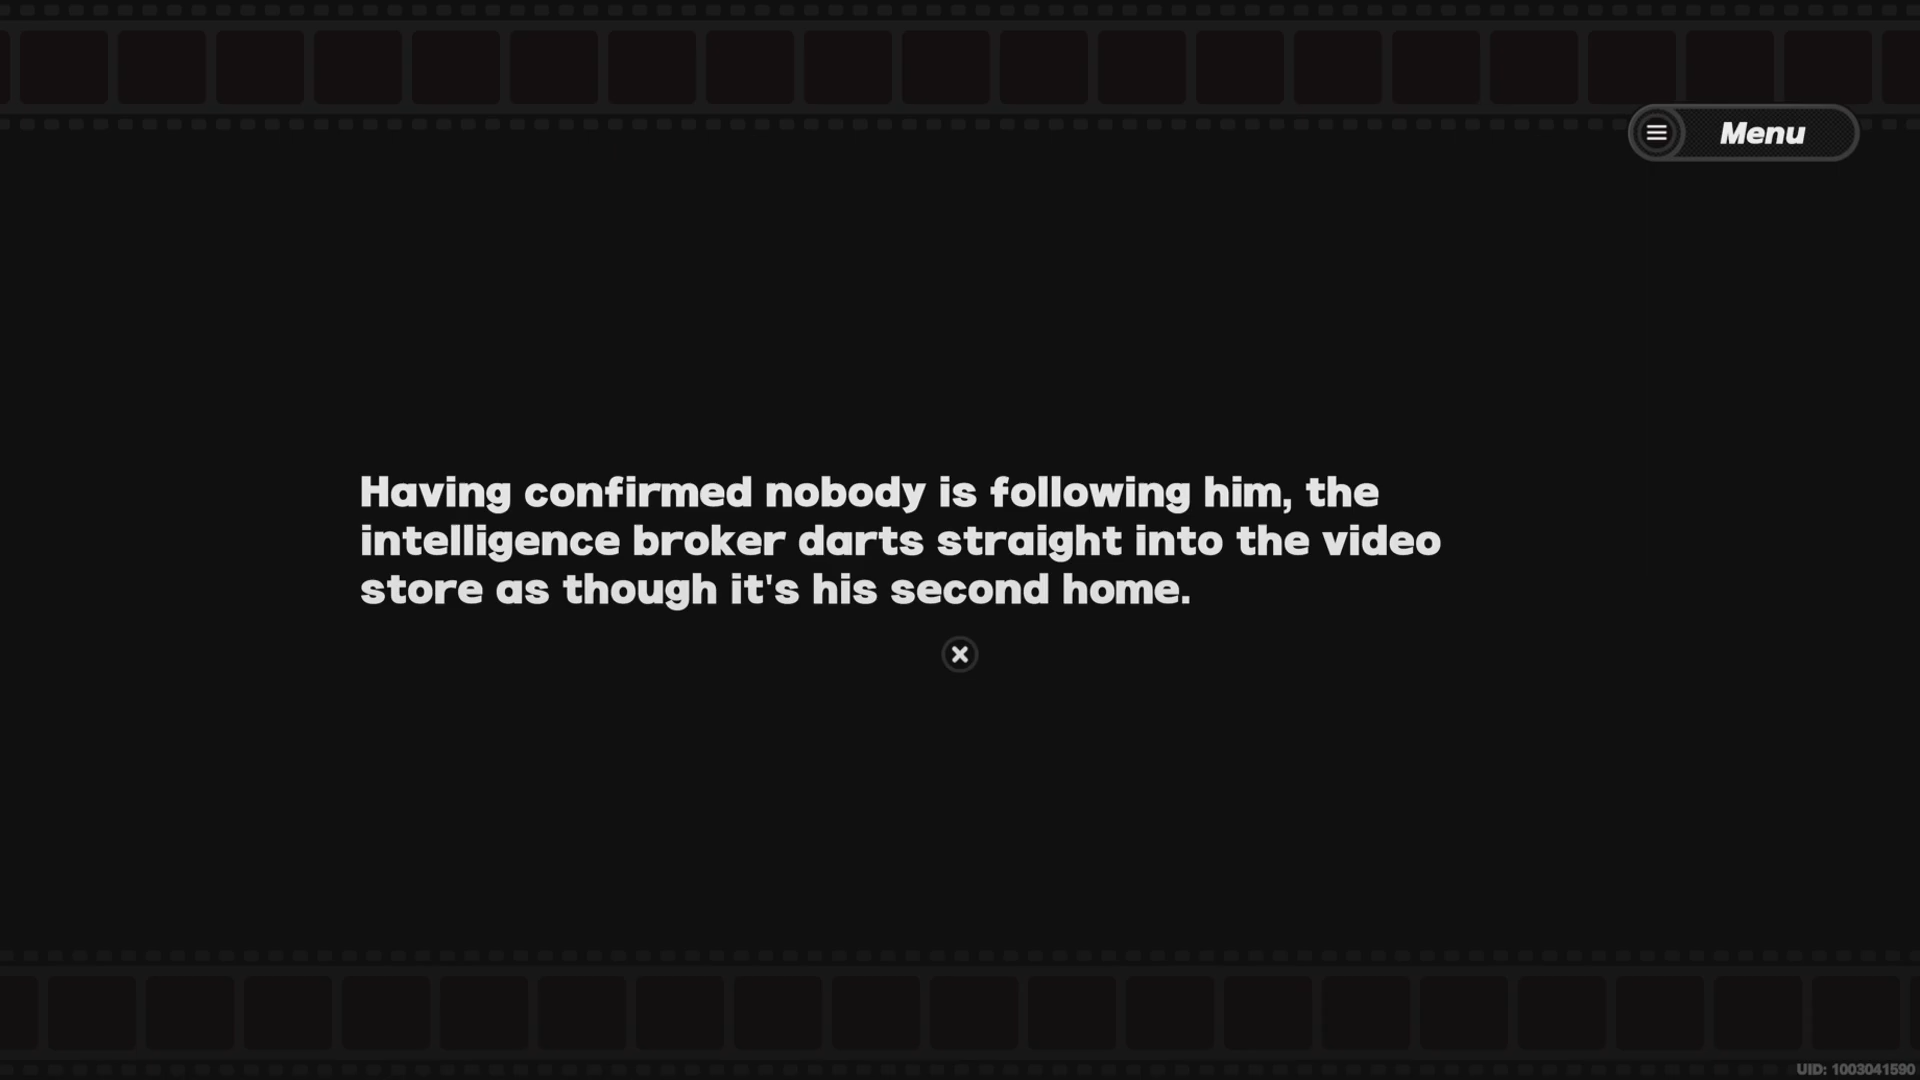 Menu
Having confirmed nobody is following him, the
intelligence broker darts straight into the video
store as though it's his second home.
UID: 1003041590